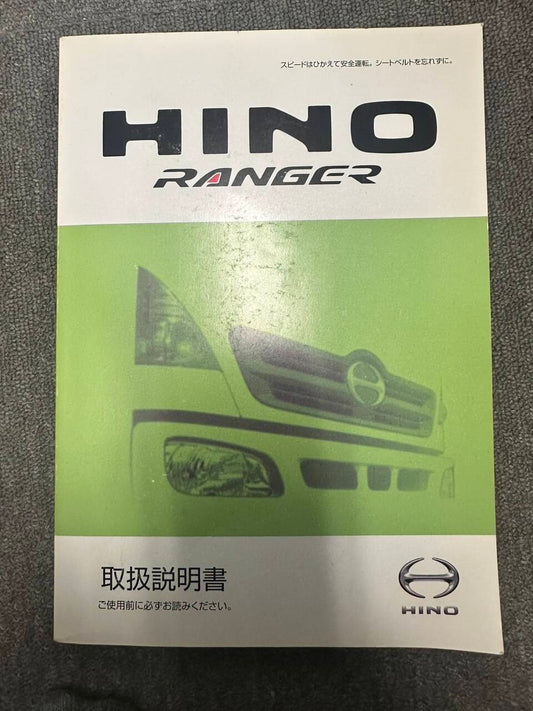 スピードはひかえて安全運転。シートベルトを忘れずに。
HINO
RANGER
取扱説明書
ご使用前に必ずお読みください。
HINO